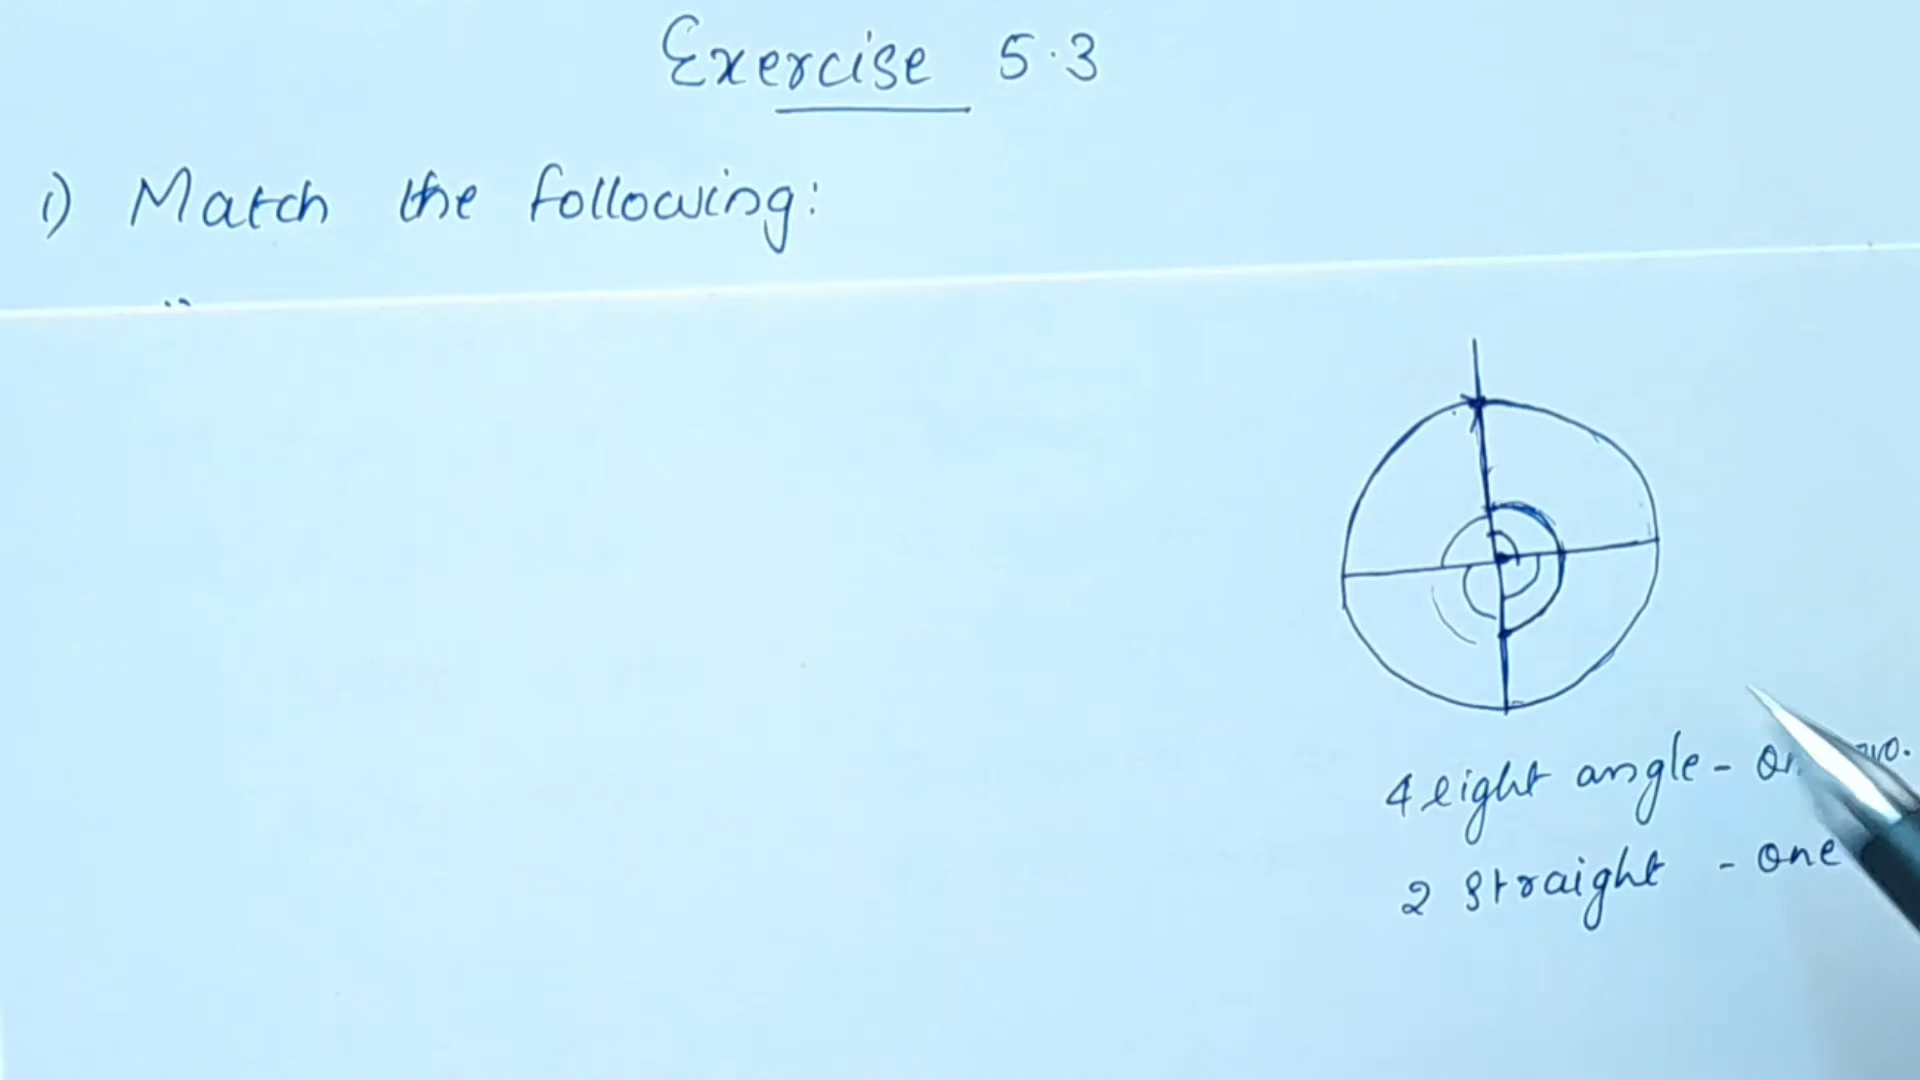 Exercise 5.3
1) Match the following:
4 right angle -
2 straight - one